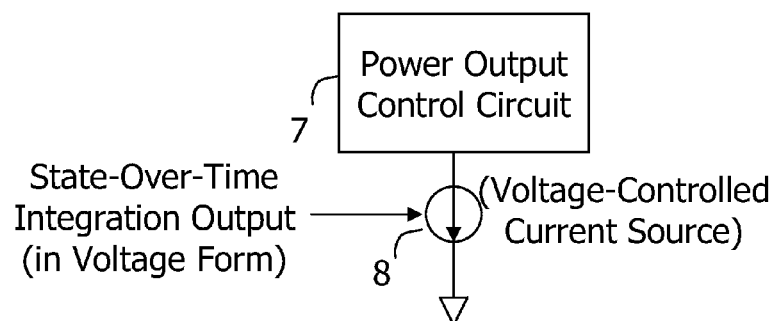 Power Output
Control Circuit
7
State-Over-Time
Integration Output
(in Voltage Form)
(Voltage-Controlled
Current Source)
8